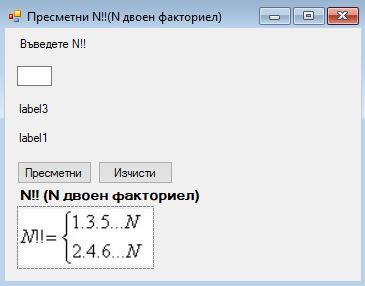 Пресметни N!!(N двоен факториел)
Въведете N!!
label3
label1
Пресметни
Изчисти
N!! (N двоен факториел)
N!!= { 1.3.5...N
2.4.6...N